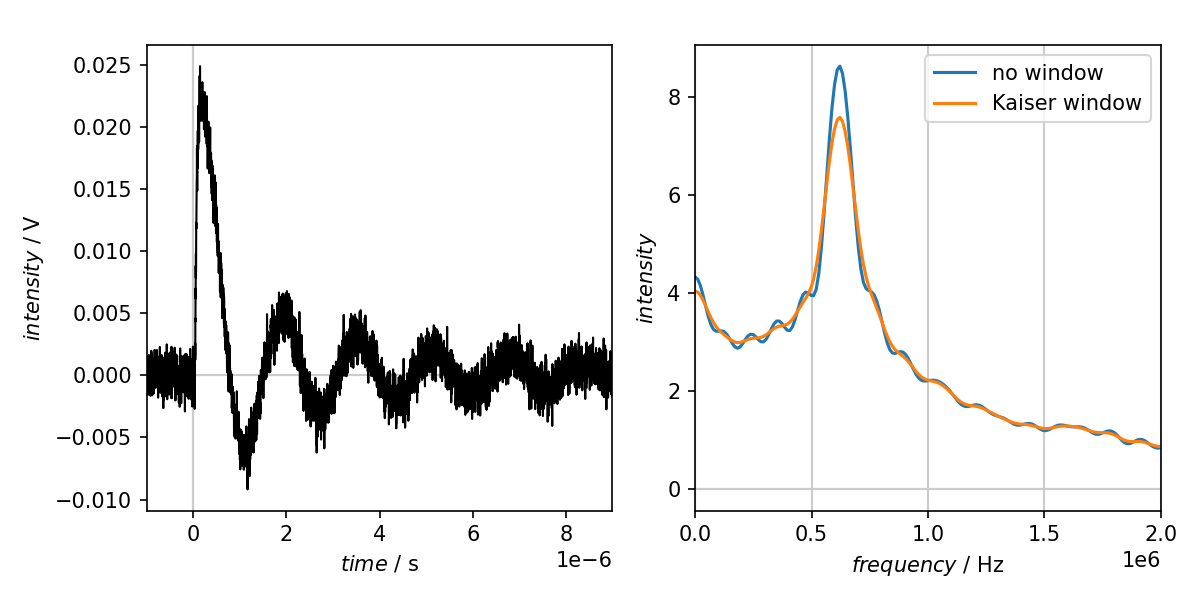 0.025
0.020
0.015
0.010
0.005
0.000
−0.005
−0.010
intensity / V
0 2 4 6 8
1e−6
time / s
no window
Kaiser window
8
6
4
2
0
intensity
0.0 0.5 1.0 1.5 2.0
1e6
frequency / Hz